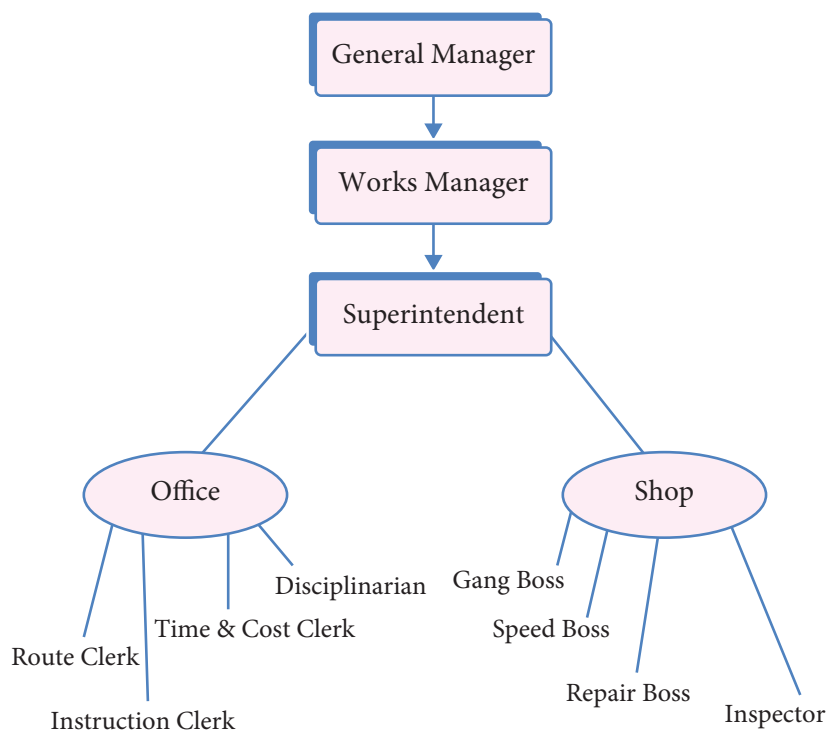 General Manager
Works Manager
Superintendent
Office
Shop
Disciplinarian
Gang Boss
Time & Cost Clerk
Speed Boss
Route Clerk
Repair Boss
Instruction Clerk
Inspector